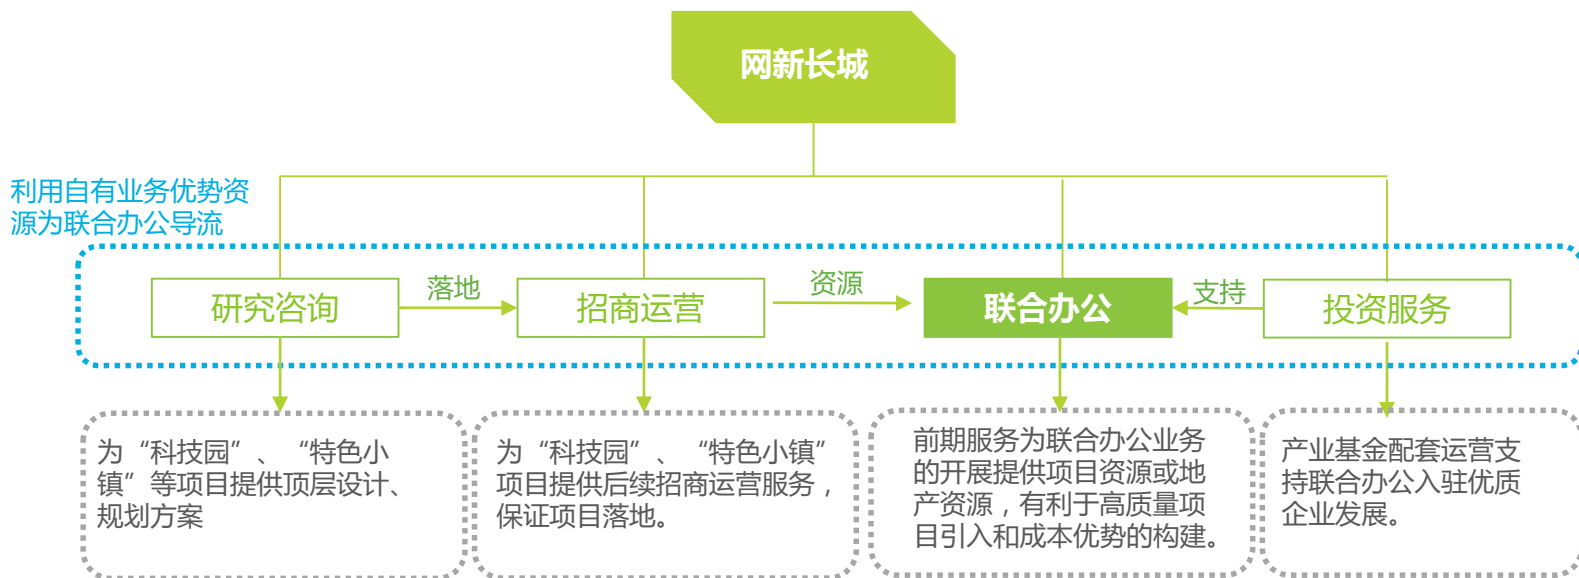 网新长城
利用自有业务优势资
源为联合办公导流
研究咨询
落地
招商运营
资源
联合办公
支持
投资服务
为“科技园”、“特色小
镇”等项目提供顶层设计、
规划方案
为“科技园”、“特色小镇”
项目提供后续招商运营服务，
保证项目落地。
前期服务为联合办公业务
的开展提供项目资源或地
产资源，有利于高质量项
目引入和成本优势的构建。
产业基金配套运营支
持联合办公入驻优质
企业发展。